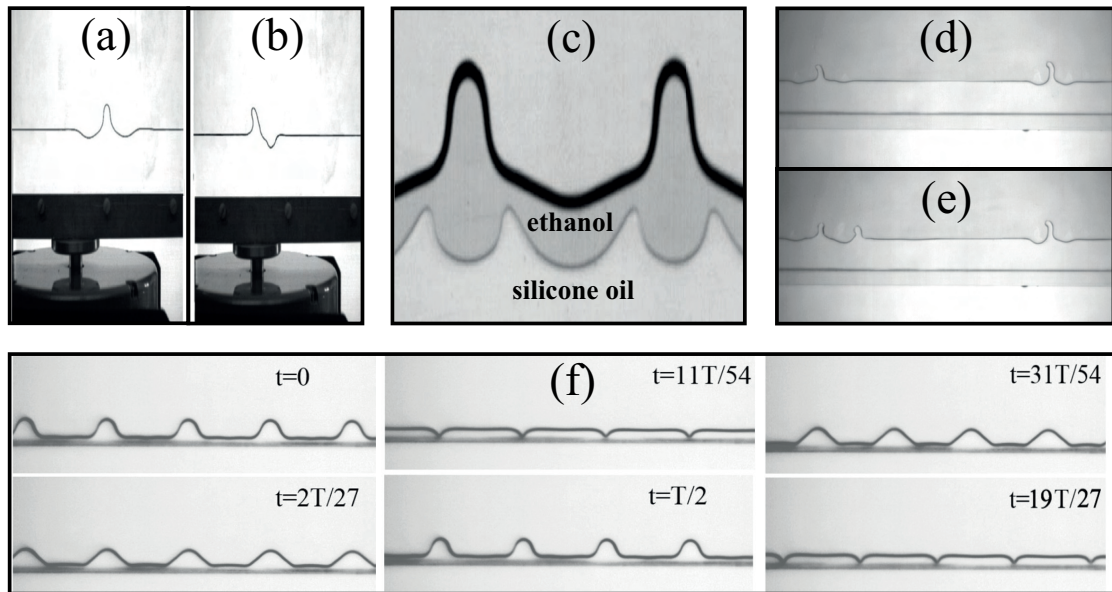 (a)
(b)
(c)
ethanol
silicone oil
(d)
(e)
(f)
t=0
t=11T/54
t=31T/54
t=2T/27
t=T/2
t=19T/27